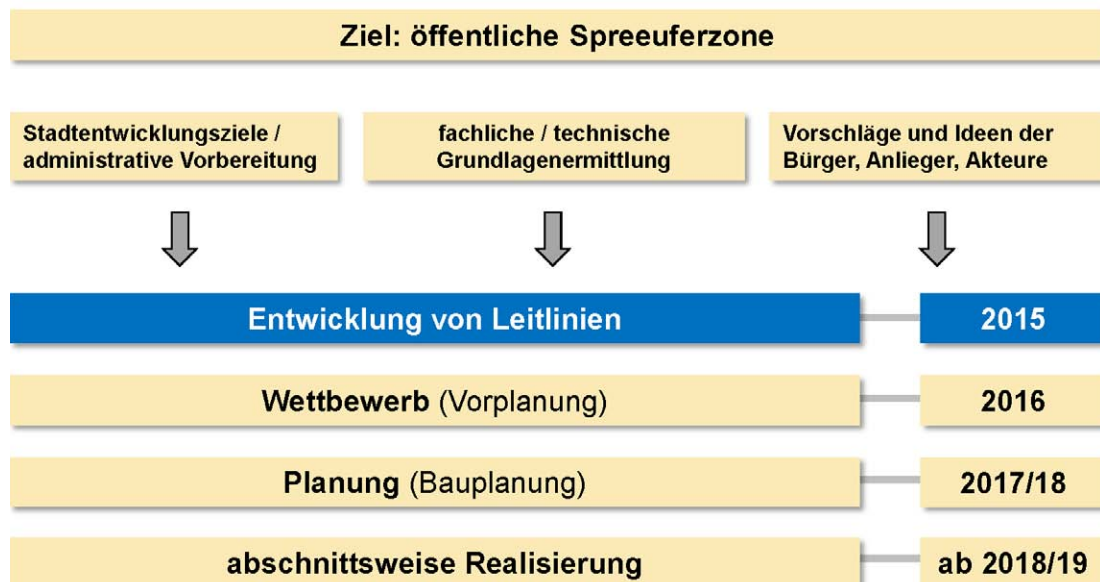 Ziel: öffentliche Spreeuferzone
Stadtentwicklungsziele /
administrative Vorbereitung
fachliche / technische
Grundlagenermittlung
Vorschläge und Ideen der
Bürger, Anlieger, Akteure
Entwicklung von Leitlinien
2015
Wettbewerb (Vorplanung)
2016
Planung (Bauplanung)
2017/18
abschnittsweise Realisierung
ab 2018/19